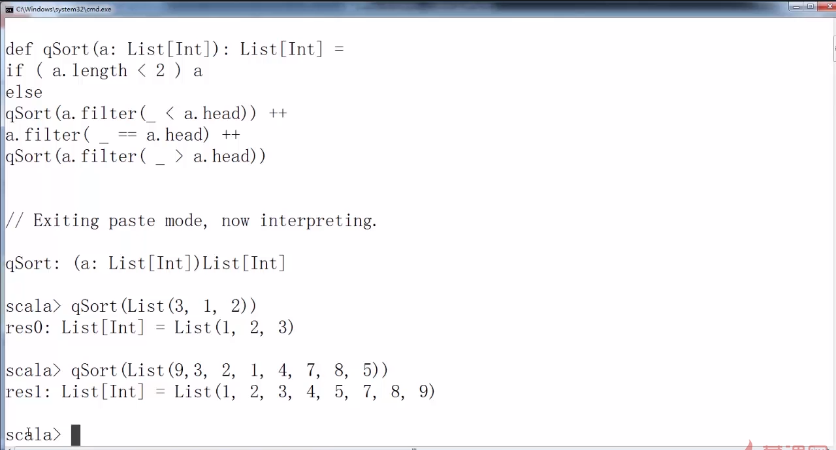 C:\Windows\system32\cmd.exe
def qSort(a: List[Int]): List[Int] =
if ( a.length < 2 ) a
else
qSort(a.filter(_ < a.head)) ++
a.filter( _ == a.head) ++
qSort(a.filter( _ > a.head))
// Exiting paste mode, now interpreting.
qSort: (a: List[Int])List[Int]
scala> qSort(List(3, 1, 2))
res0: List[Int] = List(1, 2, 3)
scala> qSort(List(9,3, 2, 1, 4, 7, 8, 5))
res1: List[Int] = List(1, 2, 3, 4, 5, 7, 8, 9)
scala>